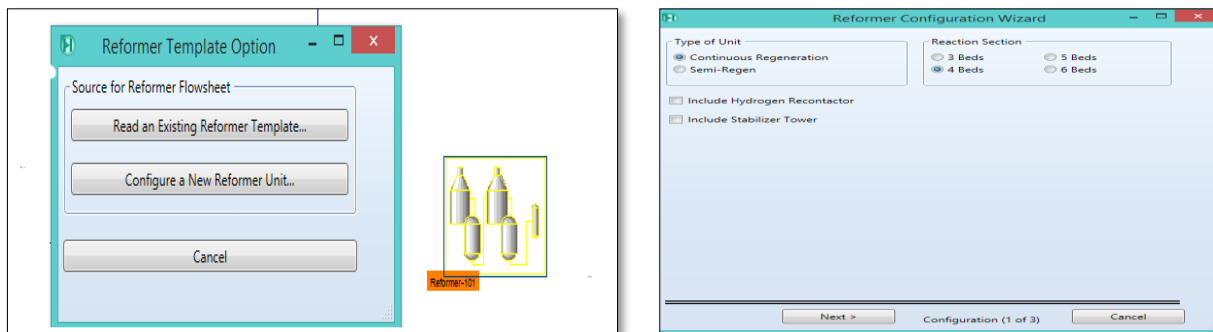 Reformer Template Option
Source for Reformer Flowsheet
Read an Existing Reformer Template...
Configure a New Reformer Unit...
Cancel
Reformer-101
Reformer Configuration Wizard
Type of Unit
Continuous Regeneration
Semi-Regen
Reaction Section
3 Beds 5 Beds
4 Beds 6 Beds
Include Hydrogen Recontactor
Include Stabilizer Tower
Next > Configuration (1 of 3) Cancel